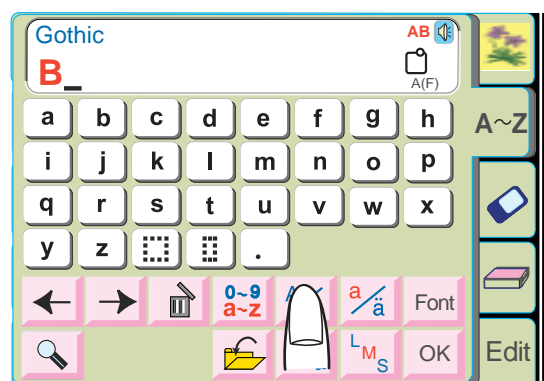 Gothic
AB
B_
A(F)
a b c d e f g h
A~Z
i j k l m n o p
q r s t u v w x
y z .
0~9
a~z
a/ä
Font
L M S
OK
Edit